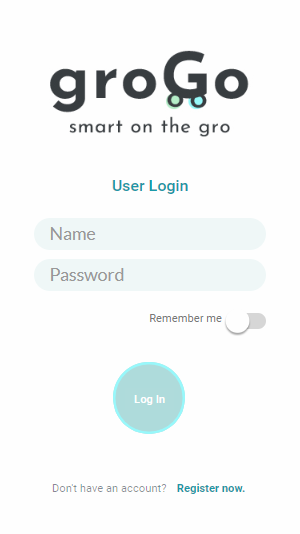 groGo
smart on the gro
User Login
Name
Password
Remember me
Log In
Don't have an account? Register now.